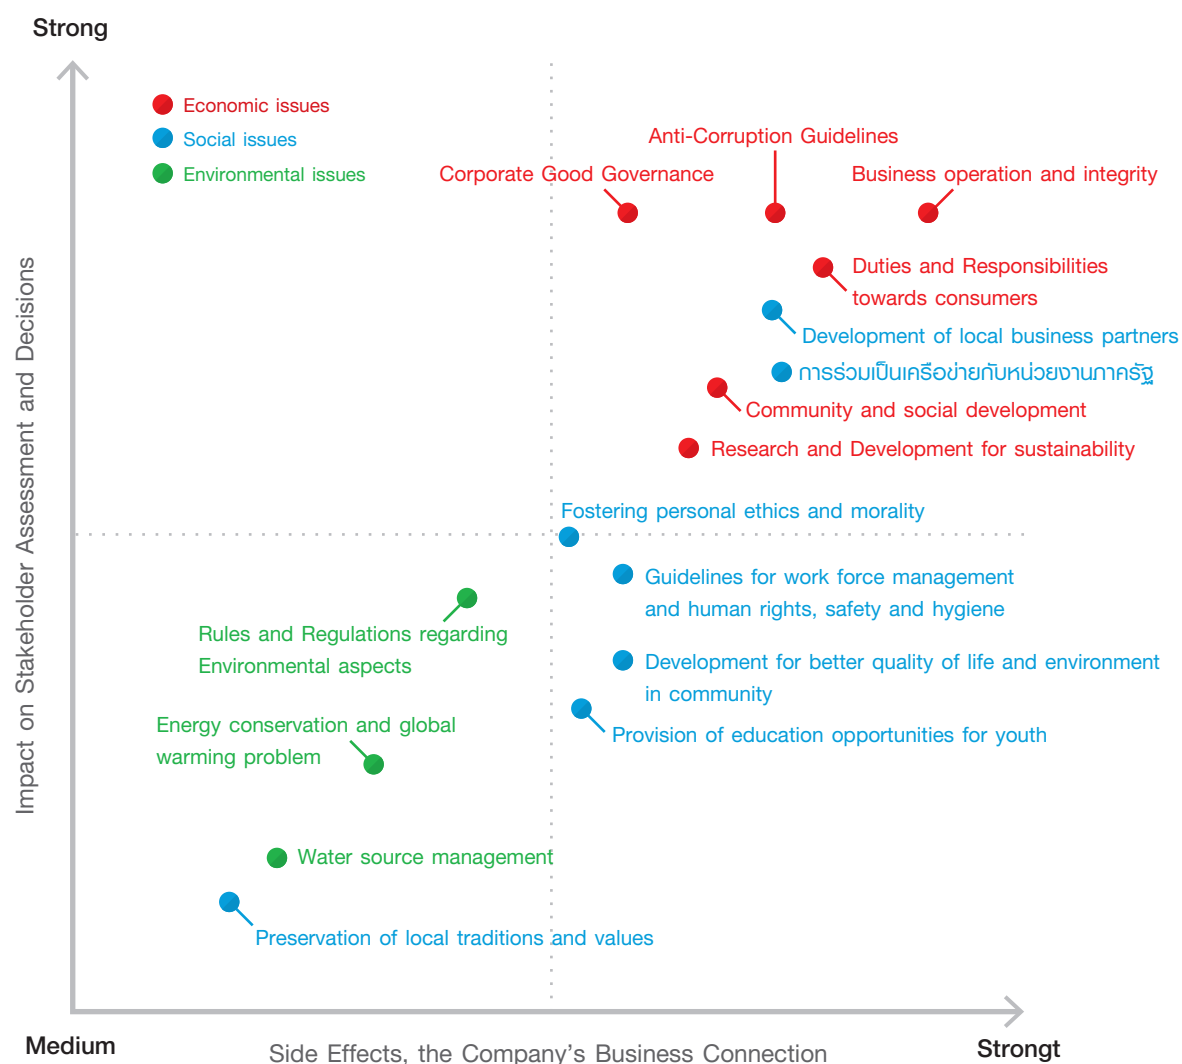 Strong
Economic issues
Social issues
Environmental issues
Anti-Corruption Guidelines
Corporate Good Governance
Business operation and integrity
Duties and Responsibilities
towards consumers
Development of local business partners
การร่วมเป็นเครือข่ายกับหน่วยงานภาครัฐ
Community and social development
Research and Development for sustainability
Fostering personal ethics and morality
Guidelines for work force management
and human rights, safety and hygiene
Rules and Regulations regarding
Environmental aspects
Development for better quality of life and environment
in community
Energy conservation and global
warming problem
Provision of education opportunities for youth
Water source management
Preservation of local traditions and values
Impact on Stakeholder Assessment and Decisions
Medium
Side Effects, the Company's Business Connection
Strongt